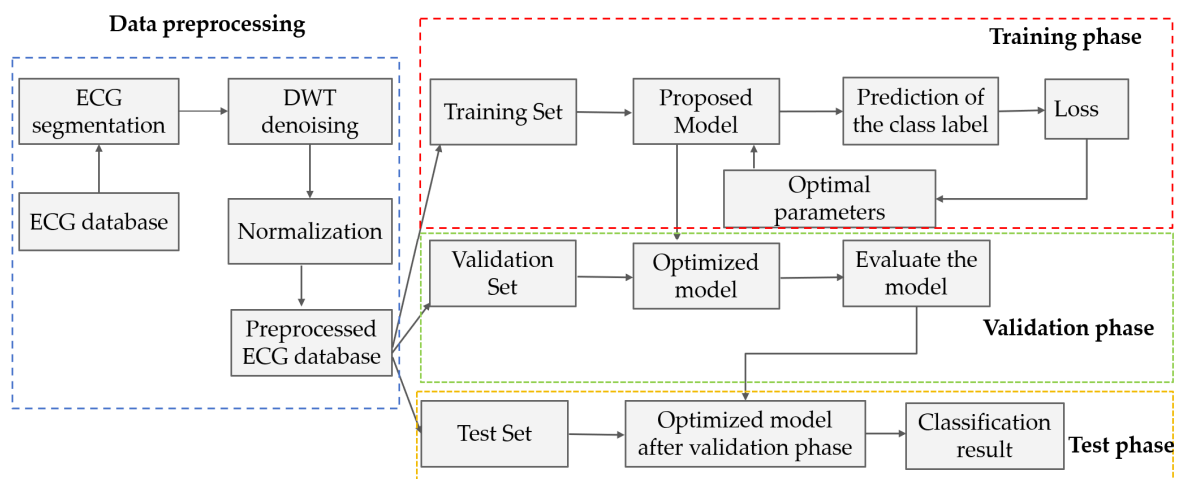 Data preprocessing
ECG
segmentation
DWT
denoising
ECG database
Normalization
Preprocessed
ECG database
Training phase
Training Set
Proposed
Model
Prediction of
the class label
Loss
Optimal
parameters
Validation
Set
Optimized
model
Evaluate the
model
Validation phase
Test Set
Optimized model
after validation phase
Classification
result
Test phase